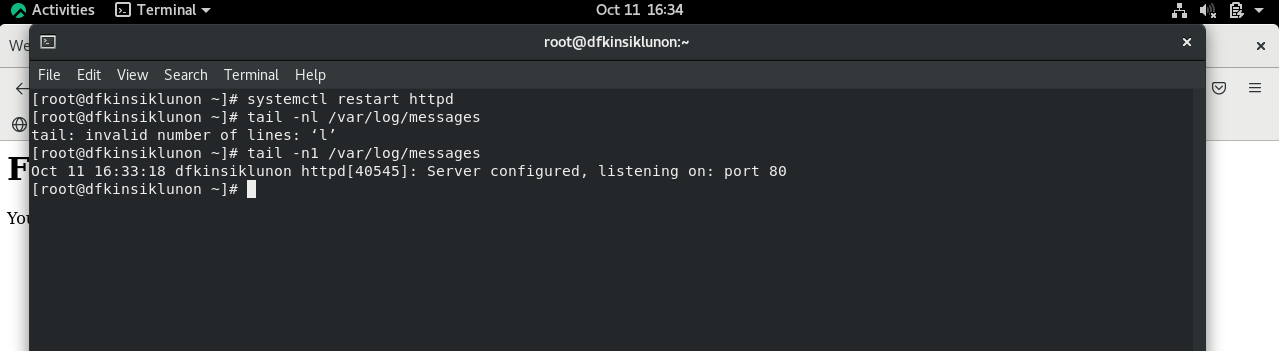 Activities Terminal Oct 11 16:34
root@dfkinsiklunon:~
File Edit View Search Terminal Help
[root@dfkinsiklunon ~]# systemctl restart httpd
[root@dfkinsiklunon ~]# tail -nl /var/log/messages
tail: invalid number of lines: ‘l’
[root@dfkinsiklunon ~]# tail -n1 /var/log/messages
Oct 11 16:33:18 dfkinsiklunon httpd[40545]: Server configured, listening on: port 80
[root@dfkinsiklunon ~]#